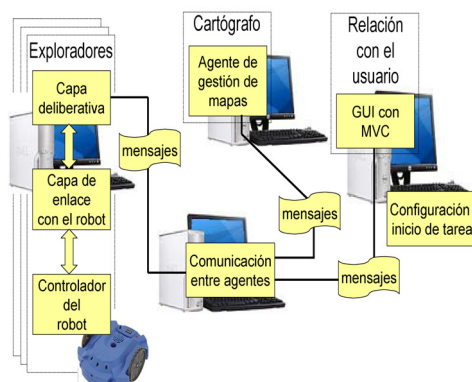 Exploradores
Capa
deliberativa
Capa de
enlace
con el robot
Controlador
del
robot
mensajes
Cartógrafo
Agente de
gestión de
mapas
mensajes
Comunicación
entre agentes
mensajes
Relación
con el
usuario
GUI con
MVC
Configuración
inicio de tarea